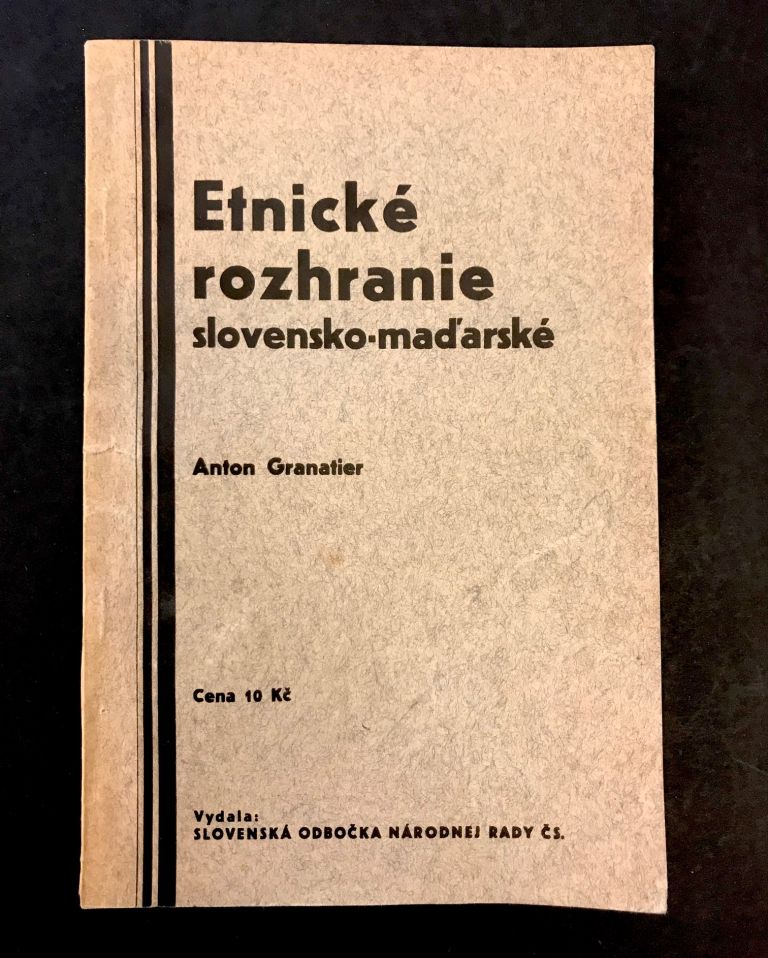 Etnické
rozhranie
slovensko-maďarské
Anton Granatier
Cena 10 Kč
Vydala:
SLOVENSKÁ ODBOČKA NÁRODNEJ RADY ČS.